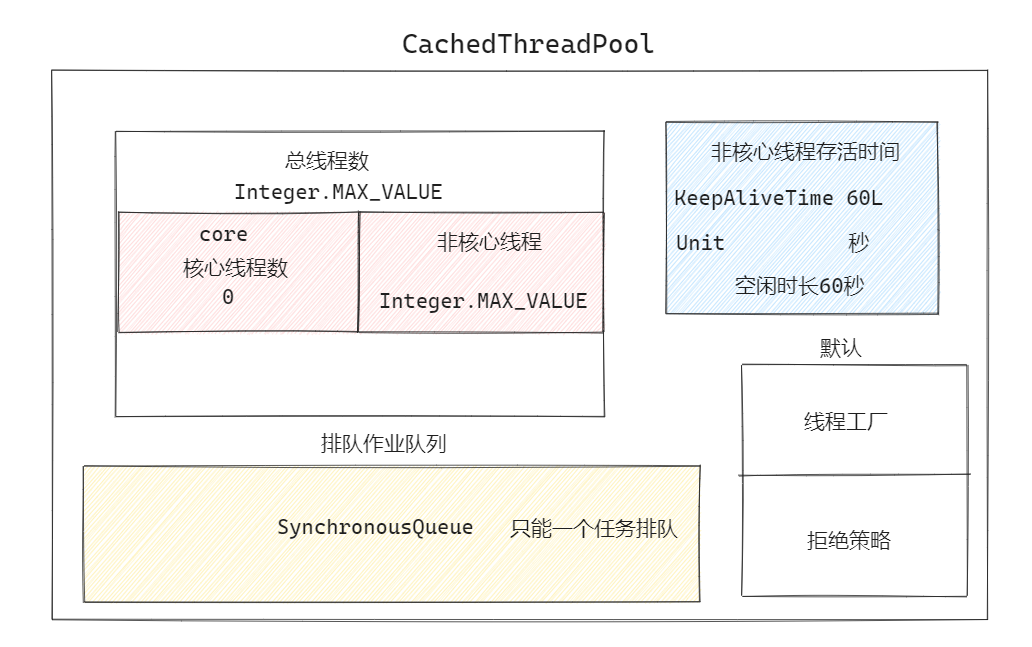 CachedThreadPool
总线程数
Integer.MAX_VALUE
core
核心线程数
0
非核心线程
Integer.MAX_VALUE
非核心线程存活时间
KeepAliveTime 60L
Unit 秒
空闲时长60秒
默认
线程工厂
拒绝策略
排队作业队列
SynchronousQueue 只能一个任务排队